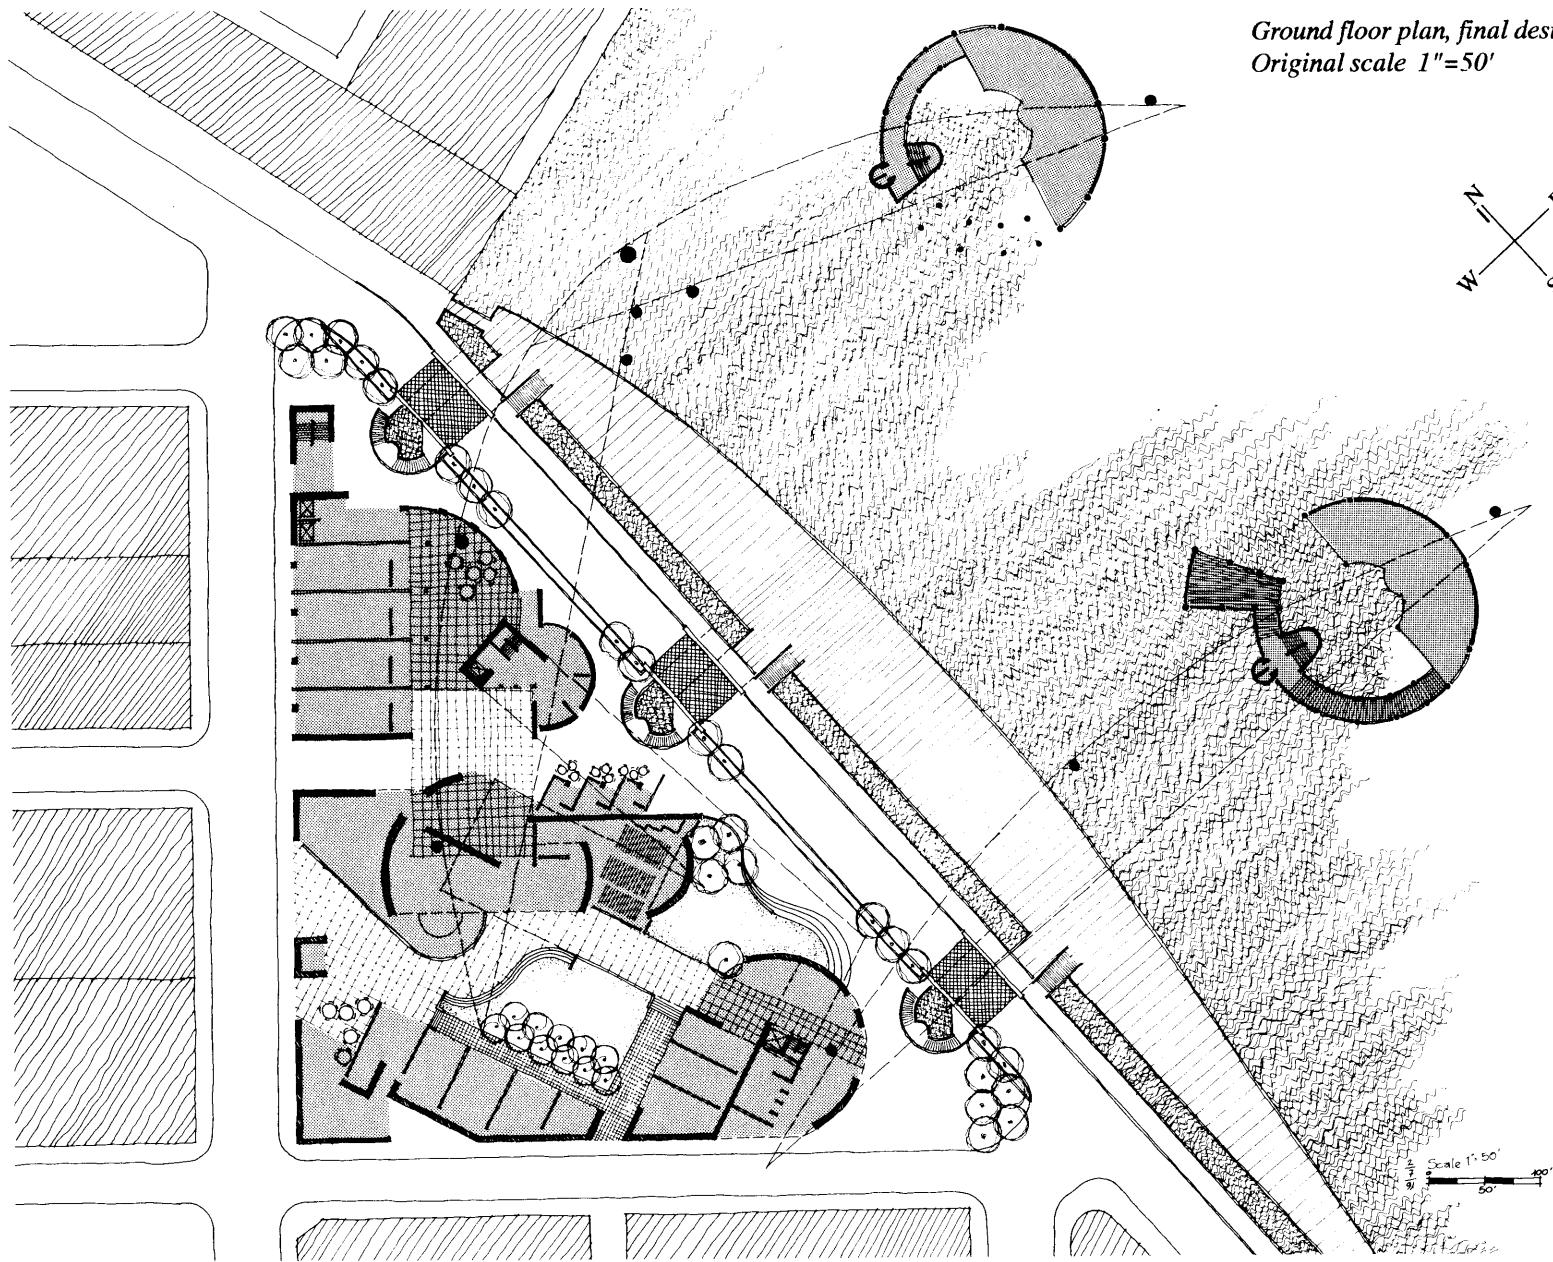 Ground floor plan, final desi
Original scale 1"=50'
N
W
Scale 1":50'
100'
50'